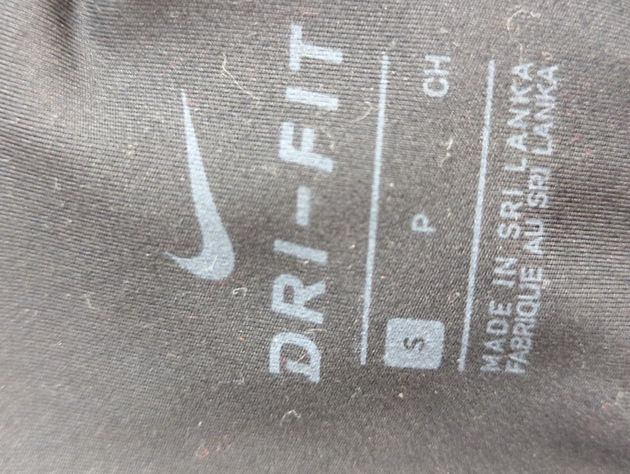 DRI-FIT
S P CH
MADE IN SRI LANKA
FABRIQUE AU SRI LANKA